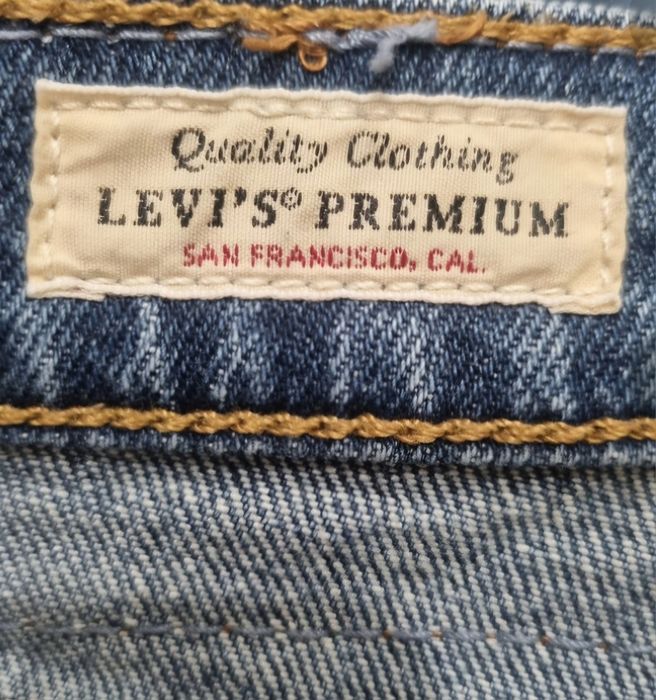 Quality Clothing
LEVI'S® PREMIUM
SAN FRANCISCO, CAL.